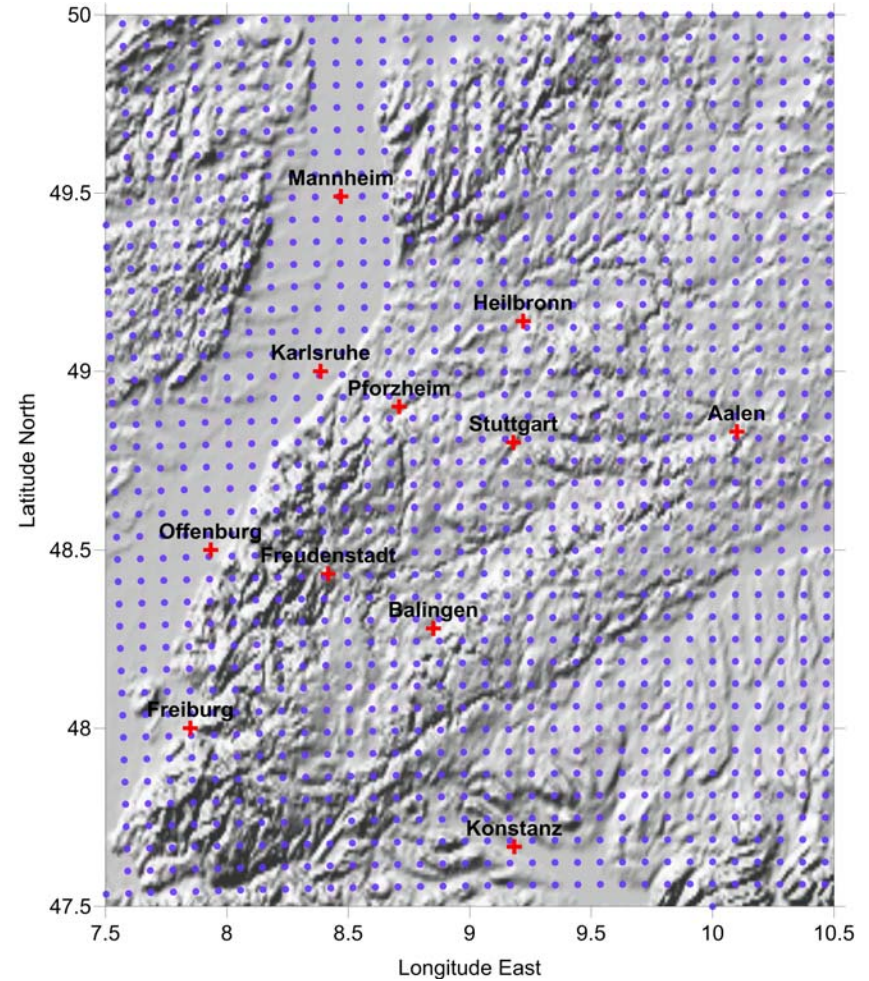 50
Mannheim
49.5
Heilbronn
Karlsruhe
49
Pforzheim
Aalen
Stuttgart
Latitude North
Offenburg
48.5
Freudenstadt
Balingen
Freiburg
48
Konstanz
47.5
7.5 8 8.5 9 9.5 10 10.5
Longitude East